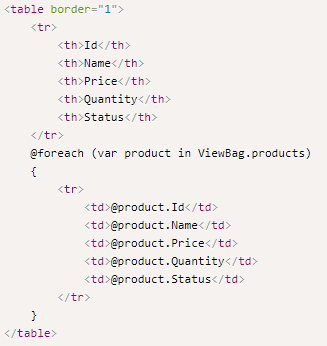 <table border="1">
    <tr>
        <th>Id</th>
        <th>Name</th>
        <th>Price</th>
        <th>Quantity</th>
        <th>Status</th>
    </tr>
    @foreach (var product in ViewBag.products)
    {
        <tr>
            <td>@product.Id</td>
            <td>@product.Name</td>
            <td>@product.Price</td>
            <td>@product.Quantity</td>
            <td>@product.Status</td>
        </tr>
    }
</table>